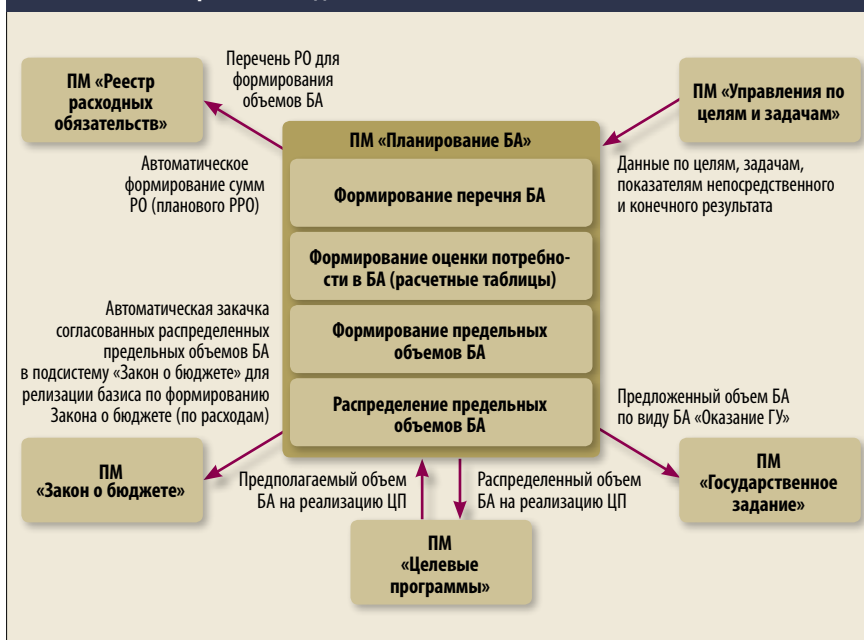 Перечень РО для
формирования
объемов БА
ПМ «Реестр
расходных
обязательств»
ПМ «Управления по
целям и задачам»
ПМ «Планирование БА»
Автоматическое
формирование сумм
РО (планового РРО)
Данные по целям, задачам,
показателям непосредственного
и конечного результата
Формирование перечня БА
Формирование оценки потребно-
сти в БА (расчетные таблицы)
Формирование предельных
объемов БА
Распределение предельных
объемов БА
Автоматическая закачка
согласованных распределенных
предельных объемов БА
в подсистему «Закон о бюджете» для
релизации базиса по формированию
Закона о бюджете (по расходам)
Предложенный объем БА
по виду БА «Оказание ГУ»
ПМ
«Закон о бюджете»
Предполагаемый объем
БА на реализацию ЦП
Распределенный объем
БА на реализацию ЦП
ПМ
«Государственное
задание»
ПМ
«Целевые
программы»